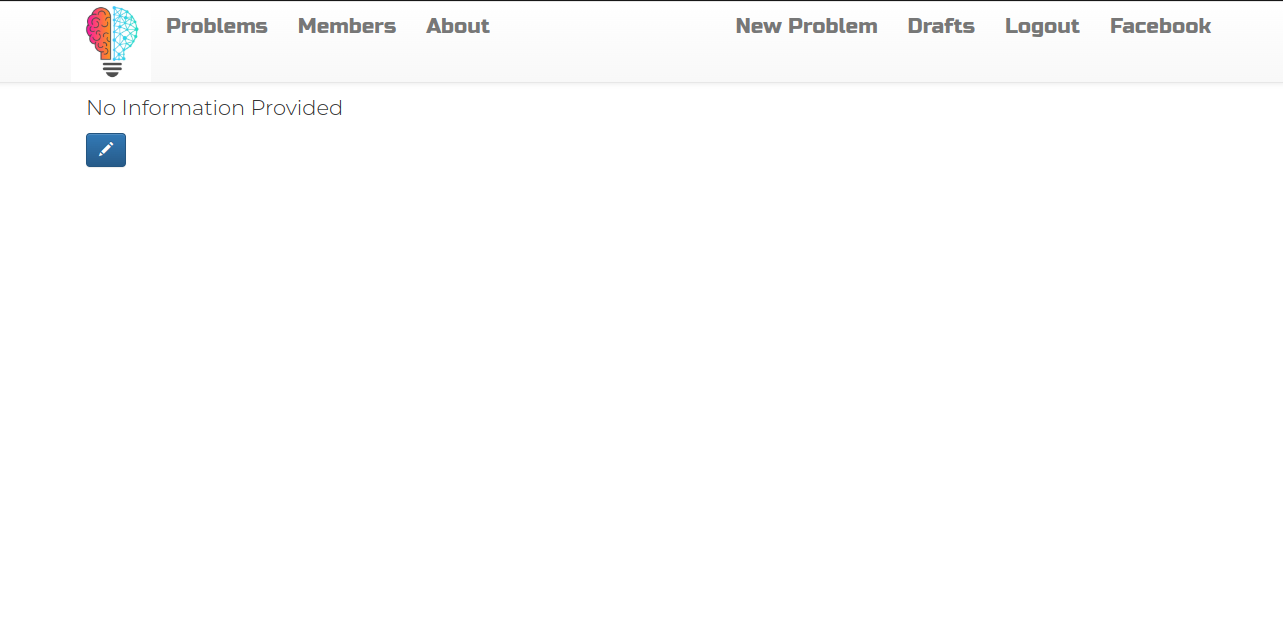 Problems Members About New Problem Drafts Logout Facebook
No Information Provided